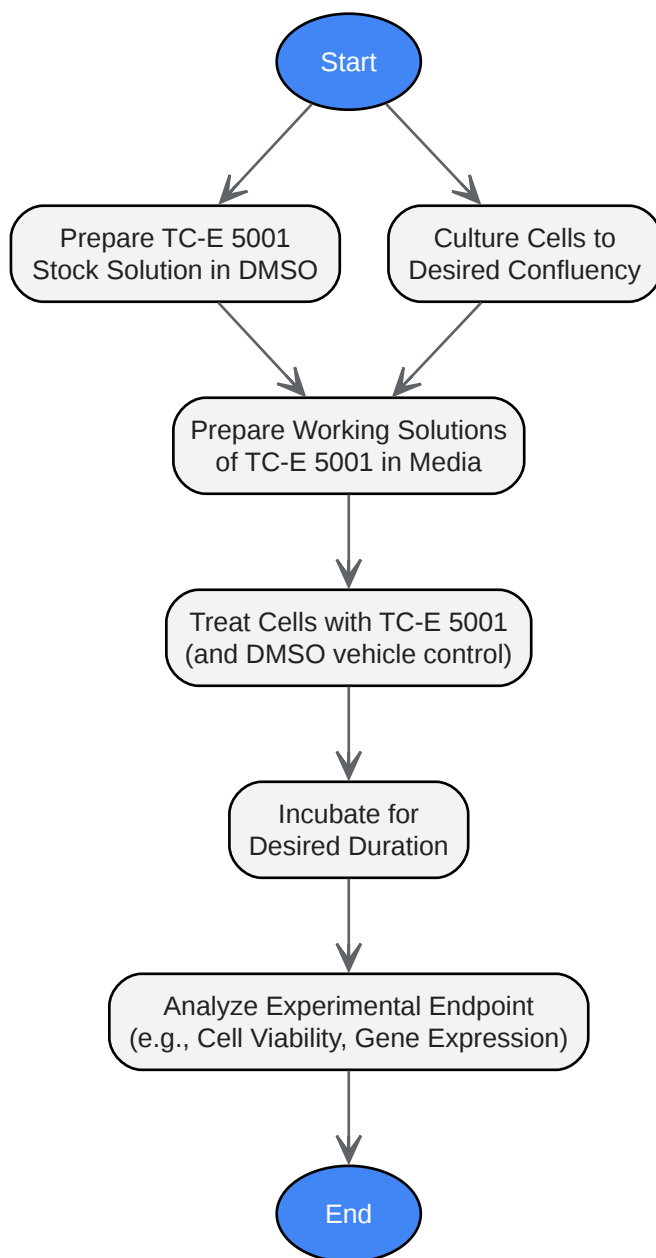 Start
Prepare TC-E 5001
Stock Solution in DMSO
Culture Cells to
Desired Confluency
Prepare Working Solutions
of TC-E 5001 in Media
Treat Cells with TC-E 5001
(and DMSO vehicle control)
Incubate for
Desired Duration
Analyze Experimental Endpoint
(e.g., Cell Viability, Gene Expression)
End